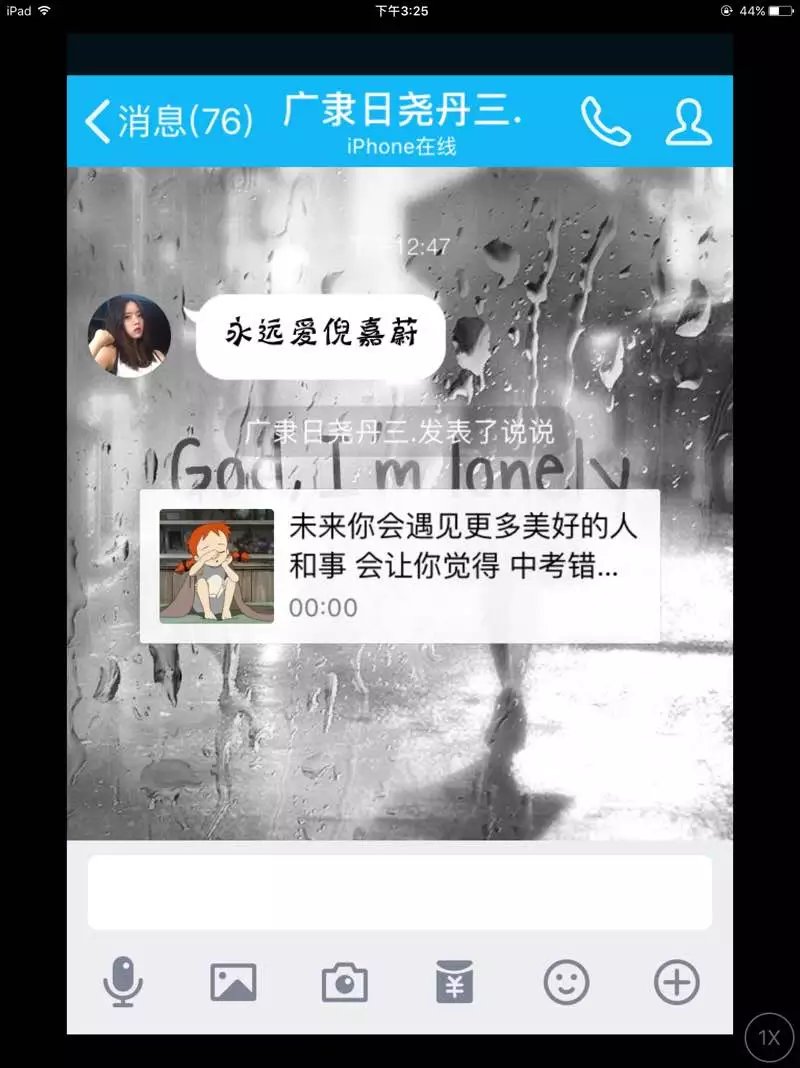 iPad
下午3:25
44%
消息(76)
广隶日尧丹三.
iPhone在线
12:47
永远爱倪嘉蔚
广隶日尧丹三.发表了说说
God, I'm lonely
未来你会遇见更多美好的人
和事 会让你觉得 中考错...
00:00
¥
1X